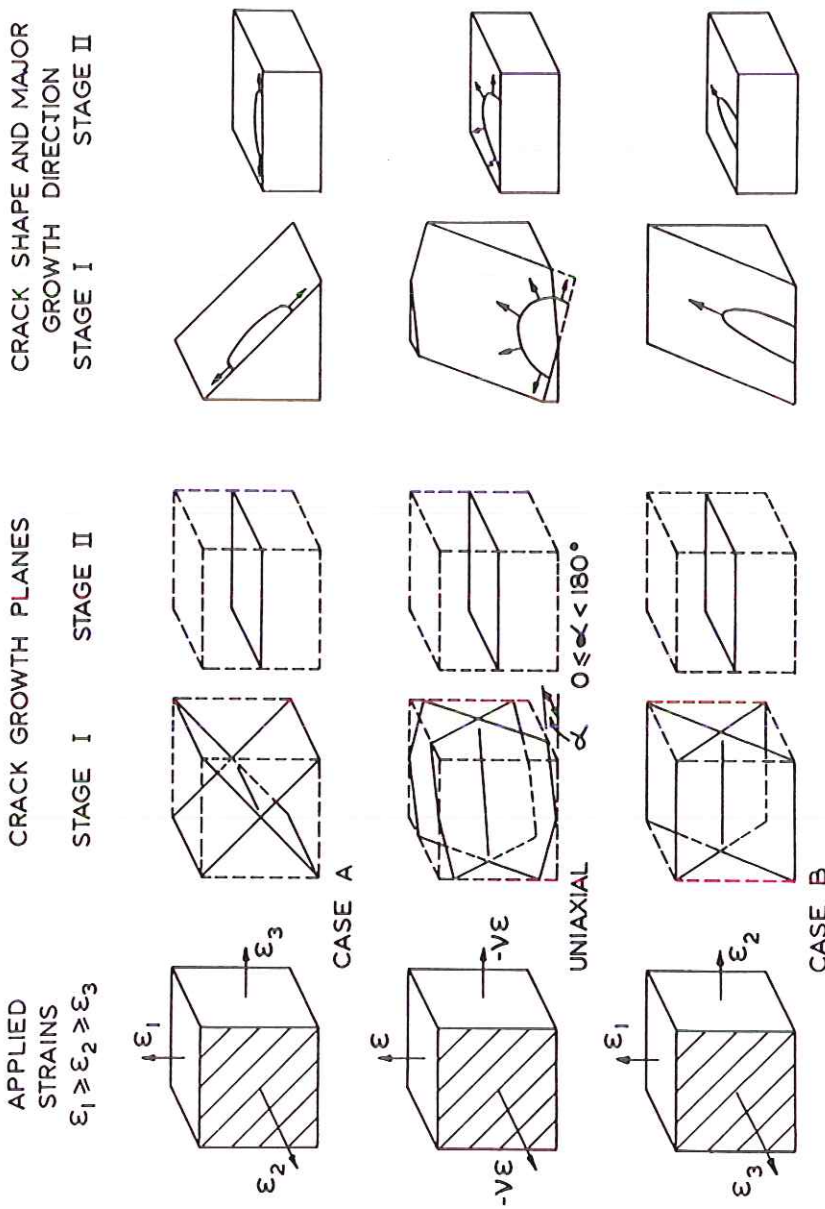 APPLIED
STRAINS
ε₁ ⩾ ε₂ ⩾ ε₃
CRACK GROWTH PLANES
STAGE I
STAGE II
CRACK SHAPE AND MAJOR
GROWTH DIRECTION
STAGE I
STAGE II
ε₁
ε₂
ε₃
CASE A
ε
-νε
-νε
UNIAXIAL
α 0 ⩽ α < 180°
ε₁
ε₃
ε₂
CASE B